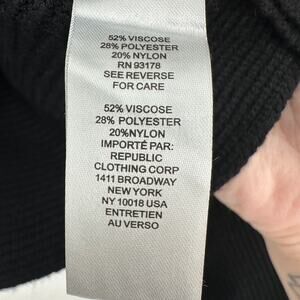 52% VISCOSE
28% POLYESTER
20% NYLON
RN 93178
SEE REVERSE
FOR CARE
52% VISCOSE
28% POLYESTER
20%NYLON
IMPORTÉ PAR:
REPUBLIC
CLOTHING CORP
1411 BROADWAY
NEW YORK
NY 10018 USA
ENTRETIEN
AU VERSO